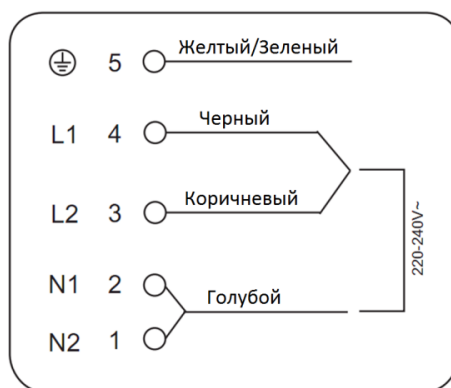 5 Желтый/Зеленый
L1 4 Черный
L2 3 Коричневый
220-240V~
N1 2
Голубой
N2 1